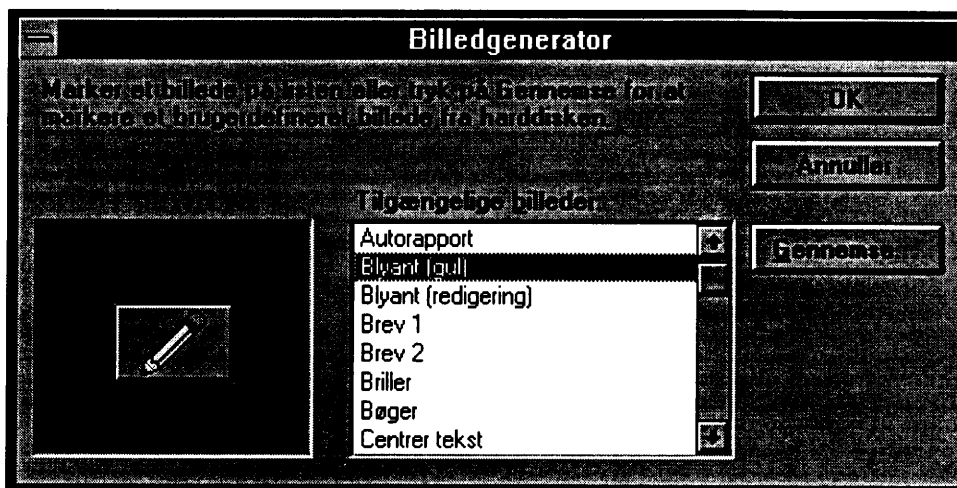 Billedgenerator
Marker et billede på listen eller tryk på Gennemse for at
markere et brugerdefineret billede fra harddisken.
OK
Annuller
Tilgængelige billeder:
Gennemse...
Autorapport
Blyant (gul)
Blyant (redigering)
Brev 1
Brev 2
Briller
Bøger
Centrer tekst